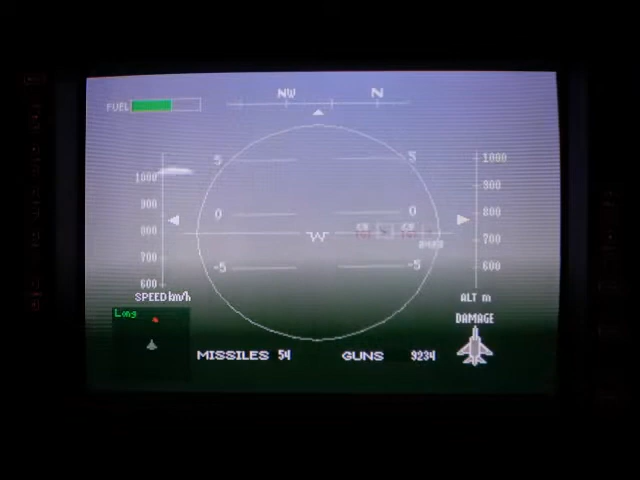 NW N
FUEL
5 5
1000 1000
900 900
0 0
800 800
700 700
-5 -5
600 600
SPEED km/h
ALT m
Long
DAMAGE
MISSILES 54 GUNS 9234